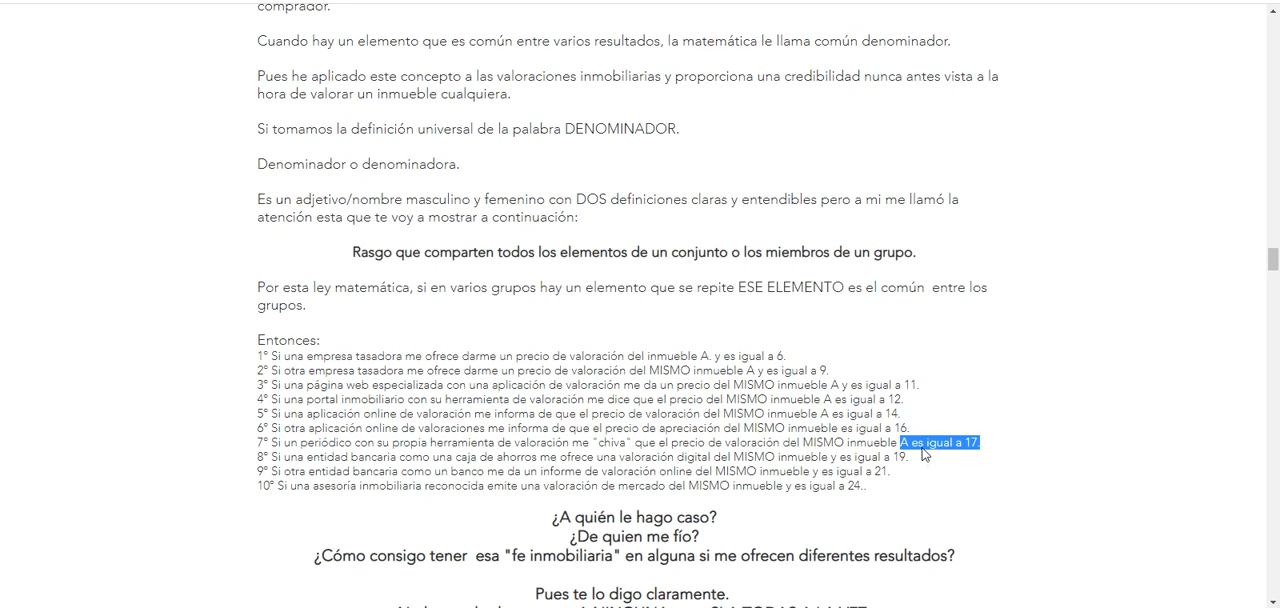 comprador.
Cuando hay un elemento que es común entre varios resultados, la matemática le llama común denominador.
Pues he aplicado este concepto a las valoraciones inmobiliarias y proporciona una credibilidad nunca antes vista a la
hora de valorar un inmueble cualquiera.
Si tomamos la definición universal de la palabra DENOMINADOR.
Denominador o denominadora.
Es un adjetivo/nombre masculino y femenino con DOS definiciones claras y entendibles pero a mi me llamó la
atención esta que te voy a mostrar a continuación:
Rasgo que comparten todos los elementos de un conjunto o los miembros de un grupo.
Por esta ley matemática, si en varios grupos hay un elemento que se repite ESE ELEMENTO es el común entre los
grupos.
Entonces:
1º Si una empresa tasadora me ofrece darme un precio de valoración del inmueble A. y es igual a 6.
2º Si otra empresa tasadora me ofrece darme un precio de valoración del MISMO inmueble A y es igual a 9.
3º Si una página web especializada con una aplicación de valoración me da un precio del MISMO inmueble A y es igual a 11.
4º Si una portal inmobiliario con su herramienta de valoración me dice que el precio del MISMO inmueble A es igual a 12.
5º Si una aplicación online de valoración me informa de que el precio de valoración del MISMO inmueble A es igual a 14.
6º Si otra aplicación online de valoraciones me informa de que el precio de apreciación del MISMO inmueble es igual a 16.
7º Si un periódico con su propia herramienta de valoración me "chiva" que el precio de valoración del MISMO inmueble A es igual a 17.
8º Si una entidad bancaria como una caja de ahorros me ofrece una valoración digital del MISMO inmueble y es igual a 19.
9º Si otra entidad bancaria como un banco me da un informe de valoración online del MISMO inmueble y es igual a 21.
10º Si una asesoría inmobiliaria reconocida emite una valoración de mercado del MISMO inmueble y es igual a 24..
¿A quién le hago caso?
¿De quien me fío?
¿Cómo consigo tener esa "fe inmobiliaria" en alguna si me ofrecen diferentes resultados?
Pues te lo digo claramente.